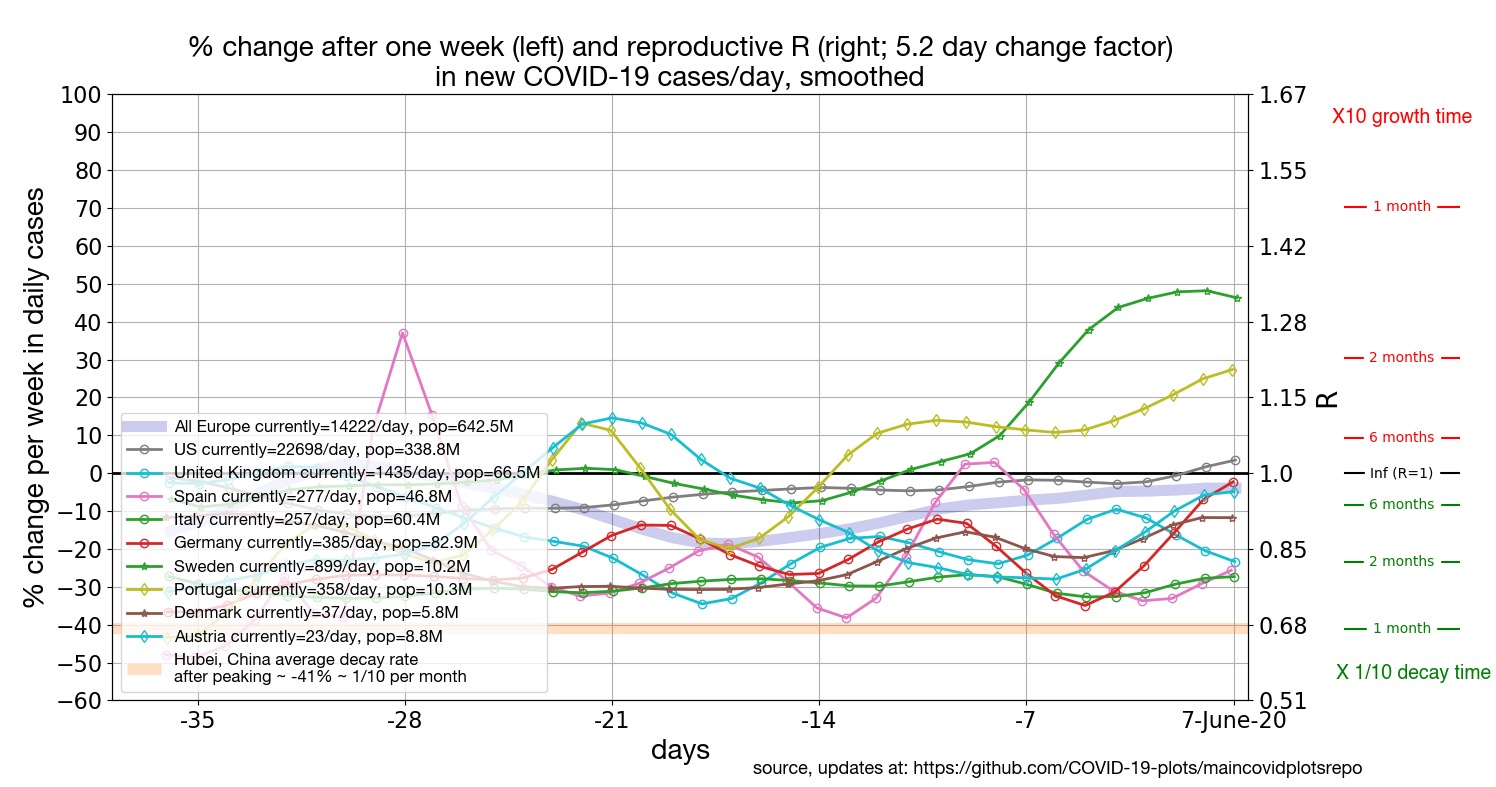 % change after one week (left) and reproductive R (right; 5.2 day change factor)
in new COVID-19 cases/day, smoothed
% change per week in daily cases
100
90
80
70
60
50
40
30
20
10
0
−10
−20
−30
−40
−50
−60
All Europe currently=14222/day, pop=642.5M
US currently=22698/day, pop=338.8M
United Kingdom currently=1435/day, pop=66.5M
Spain currently=277/day, pop=46.8M
Italy currently=257/day, pop=60.4M
Germany currently=385/day, pop=82.9M
Sweden currently=899/day, pop=10.2M
Portugal currently=358/day, pop=10.3M
Denmark currently=37/day, pop=5.8M
Austria currently=23/day, pop=8.8M
Hubei, China average decay rate
after peaking ~ -41% ~ 1/10 per month
-35
-28
-21
-14
-7
7-June-20
days
1.67
1.55
1.42
1.28
1.15
1.0
0.85
0.68
0.51
R
X10 growth time
1 month
2 months
6 months
Inf (R=1)
6 months
2 months
1 month
X 1/10 decay time
source, updates at: https://github.com/COVID-19-plots/maincovidplotsrepo